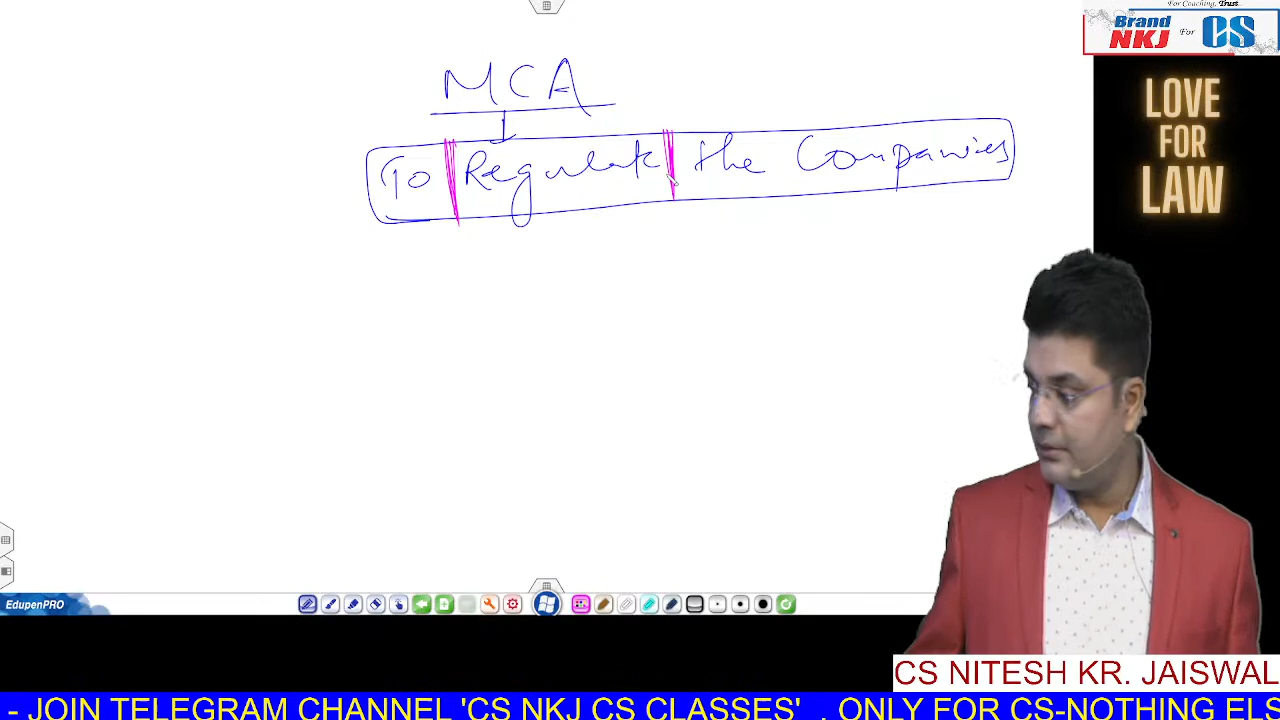 For Coaching, Trust
Brand NKJ For CS
MCA
To Regulate the Companies
LOVE
FOR
LAW
EdupenPRO
CS NITESH KR. JAISWAL
- JOIN TELEGRAM CHANNEL 'CS NKJ CS CLASSES' , ONLY FOR CS-NOTHING ELS